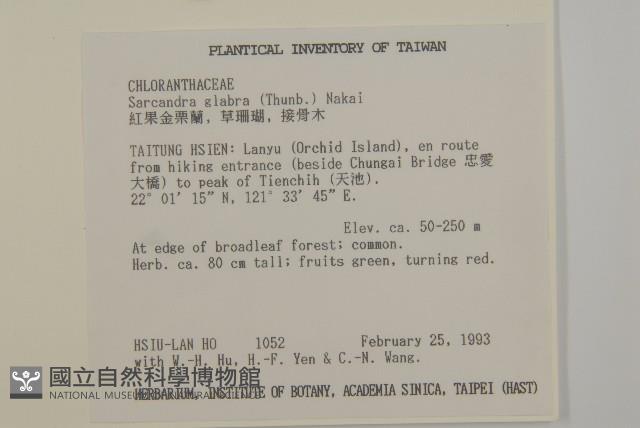 PLANTICAL INVENTORY OF TAIWAN
CHLORANTHACEAE
Sarcandra glabra (Thunb.) Nakai
紅果金粟蘭, 草珊瑚, 接骨木
TAITUNG HSIEN: Lanyu (Orchid Island), en route
from hiking entrance (beside Chungai Bridge 忠愛
大橋) to peak of Tienchih (天池).
22° 01' 15" N, 121° 33' 45" E.
Elev. ca. 50-250 m
At edge of broadleaf forest; common.
Herb. ca. 80 cm tall; fruits green, turning red.
HSIU-LAN HO 1052 February 25, 1993
with W.-H. Hu, H.-F. Yen & C.-N. Wang.
國立自然科學博物館
NATIONAL MUSEUM OF NATURAL SCIENCE
HERBARIUM, INSTITUTE OF BOTANY, ACADEMIA SINICA, TAIPEI (HAST)